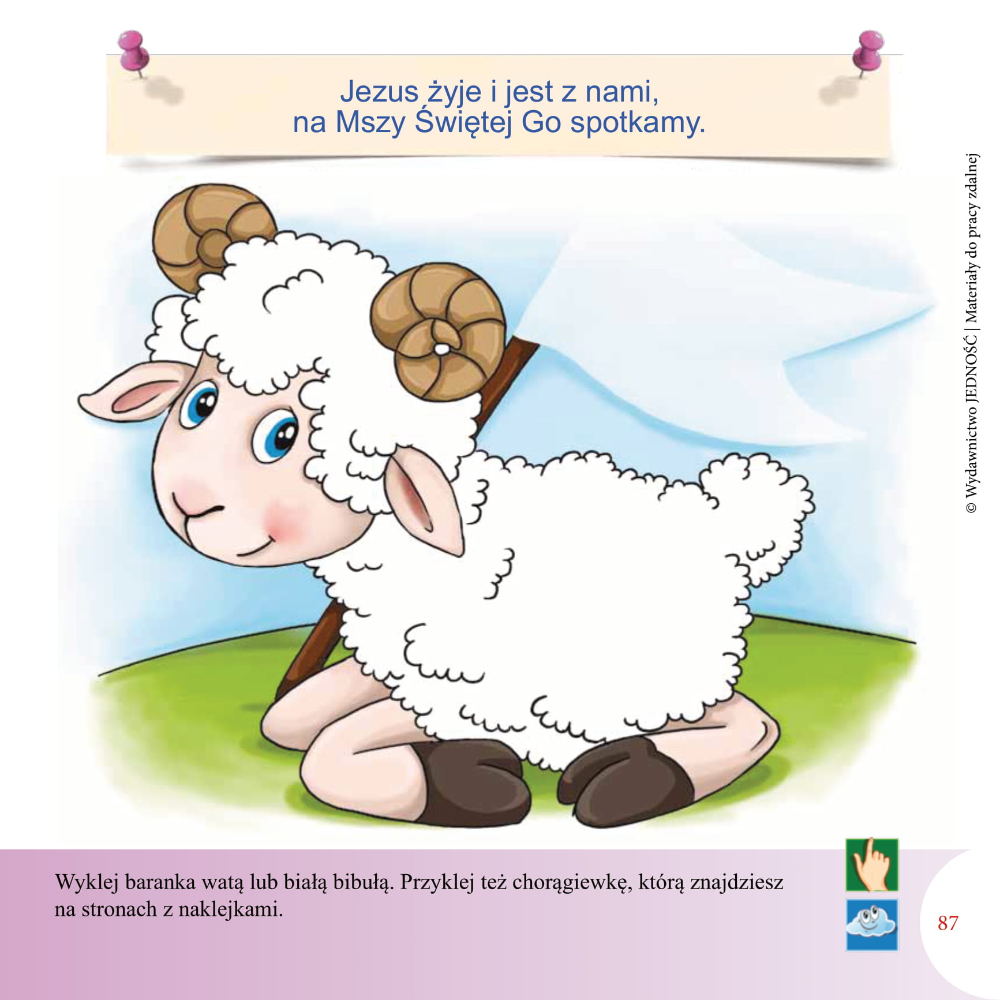 Jezus żyje i jest z nami,
na Mszy Świętej Go spotkamy.
© Wydawnictwo JEDNOŚĆ | Materiały do pracy zdalnej
Wyklej baranka watą lub białą bibułą. Przyklej też chorągiewkę, którą znajdziesz
na stronach z naklejkami.
87